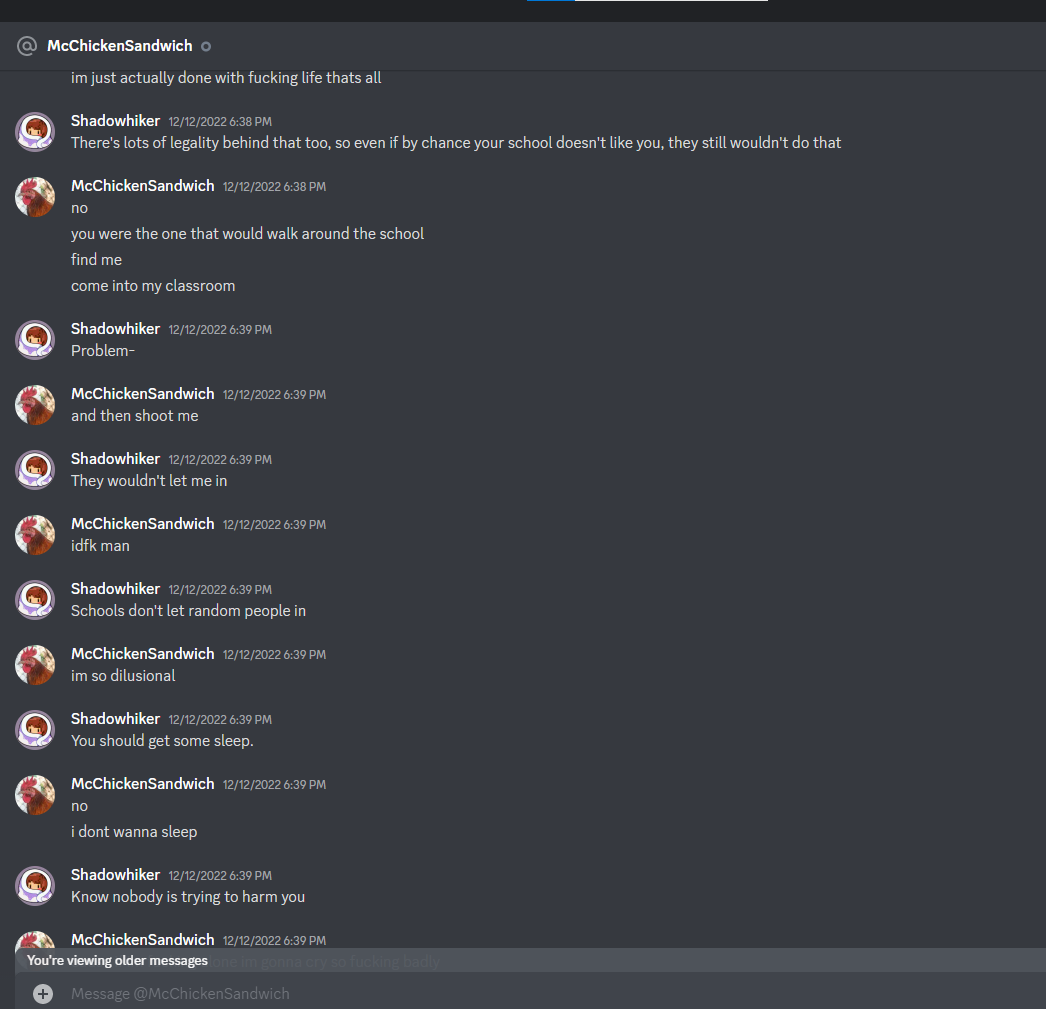 McChickenSandwich
im just actually done with fucking life thats all
Shadowhiker 12/12/2022 6:38 PM
There's lots of legality behind that too, so even if by chance your school doesn't like you, they still wouldn't do that
McChickenSandwich 12/12/2022 6:38 PM
no
you were the one that would walk around the school
find me
come into my classroom
Shadowhiker 12/12/2022 6:39 PM
Problem-
McChickenSandwich 12/12/2022 6:39 PM
and then shoot me
Shadowhiker 12/12/2022 6:39 PM
They wouldn't let me in
McChickenSandwich 12/12/2022 6:39 PM
idfk man
Shadowhiker 12/12/2022 6:39 PM
Schools don't let random people in
McChickenSandwich 12/12/2022 6:39 PM
im so dilusional
Shadowhiker 12/12/2022 6:39 PM
You should get some sleep.
McChickenSandwich 12/12/2022 6:39 PM
no
i dont wanna sleep
Shadowhiker 12/12/2022 6:39 PM
Know nobody is trying to harm you
McChickenSandwich 12/12/2022 6:39 PM
You're viewing older messages
im gonna cry so fucking badly
Message @McChickenSandwich